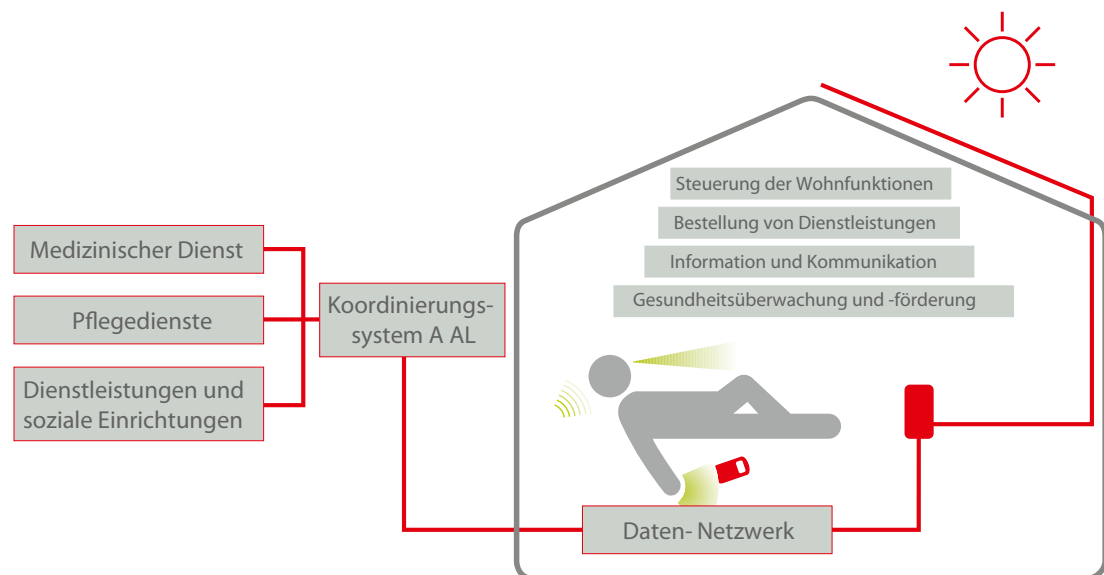 Steuerung der Wohnfunktionen
Bestellung von Dienstleistungen
Information und Kommunikation
Gesundheitsüberwachung und -förderung
Medizinischer Dienst
Pflegedienste
Dienstleistungen und
soziale Einrichtungen
Koordinierungs-
system A AL
Daten- Netzwerk